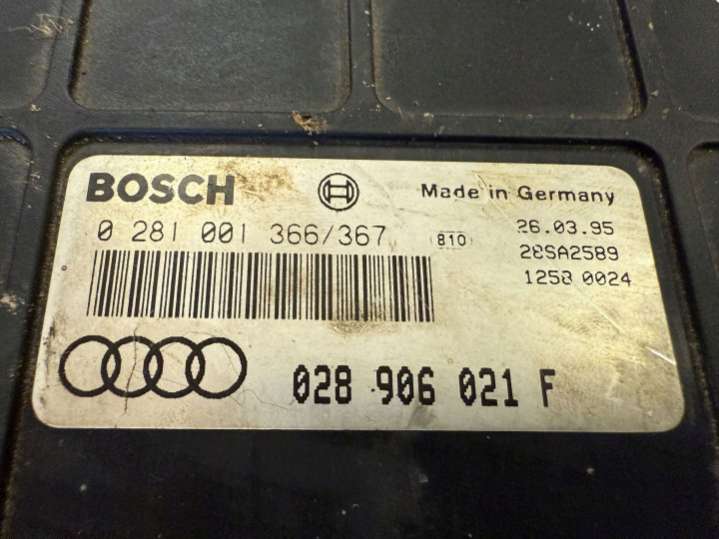 BOSCH
Made in Germany
0 281 001 366/367
810
26.03.95
28SA2589
1258 0024
028 906 021 F